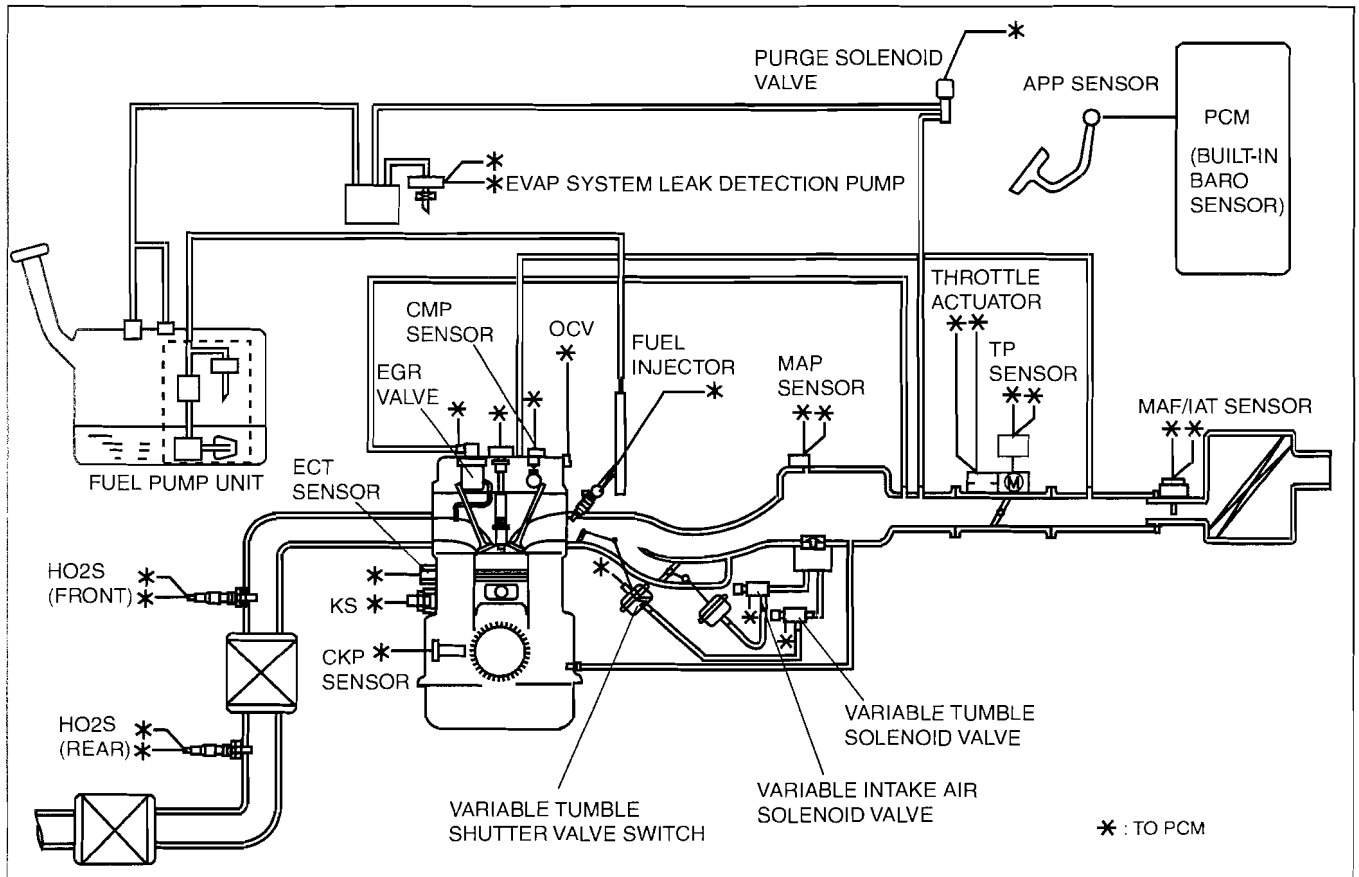 PURGE SOLENOID
VALVE
APP SENSOR
PCM
(BUILT-IN
BARO
SENSOR)
EVAP SYSTEM LEAK DETECTION PUMP
THROTTLE
ACTUATOR
CMP
SENSOR
OCV
FUEL
INJECTOR
MAP
SENSOR
TP
SENSOR
MAF/IAT SENSOR
EGR
VALVE
M
FUEL PUMP UNIT
ECT
SENSOR
HO2S
(FRONT)
KS
CKP
SENSOR
HO2S
(REAR)
VARIABLE TUMBLE
SOLENOID VALVE
VARIABLE INTAKE AIR
SOLENOID VALVE
VARIABLE TUMBLE
SHUTTER VALVE SWITCH
* : TO PCM